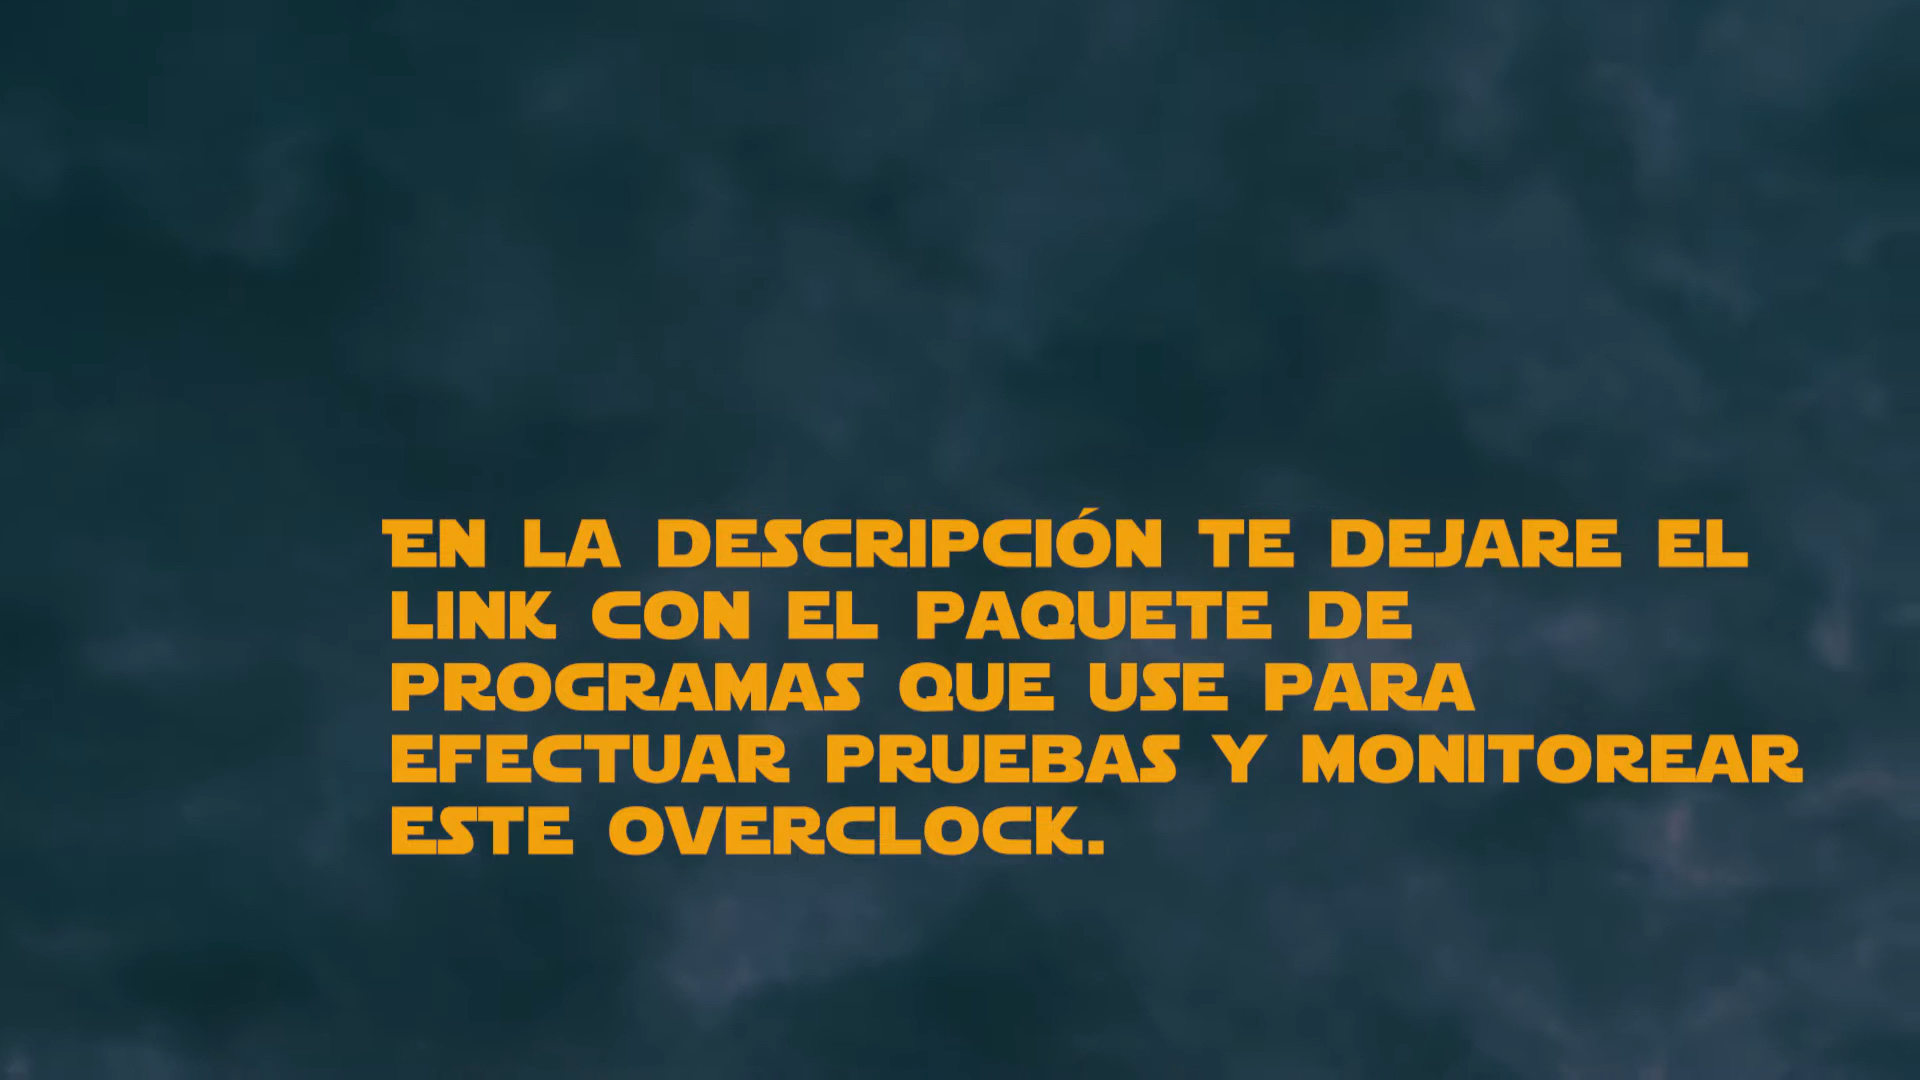 EN LA DESCRIPCIÓN TE DEJARE EL
LINK CON EL PAQUETE DE
PROGRAMAS QUE USE PARA
EFECTUAR PRUEBAS Y MONITOREAR
ESTE OVERCLOCK.